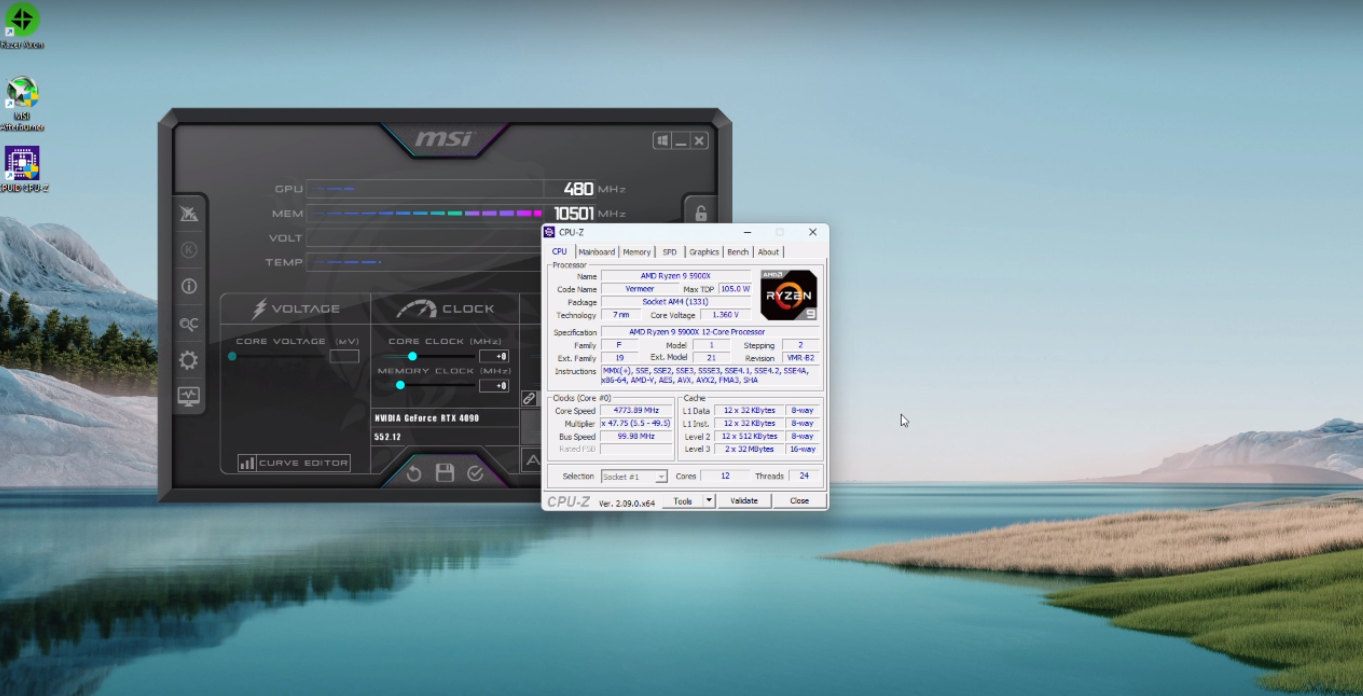 Razer Axon
MSI
Afterburner
CPUID CPU-Z
msi
GPU 480 MHz
MEM 10501 MHz
VOLT
TEMP
VOLTAGE
CLOCK
CORE VOLTAGE (MV)
CORE CLOCK (MHz)
+0
MEMORY CLOCK (MHz)
+0
NVIDIA GeForce RTX 4090
552.12
CURVE EDITOR
A
K
OC
CPU-Z
CPU Mainboard Memory SPD Graphics Bench About
Processor
Name AMD Ryzen 9 5900X
Code Name Vermeer Max TDP 105.0 W
Package Socket AM4 (1331)
Technology 7 nm Core Voltage 1.360 V
AMD
RYZEN
9
Specification AMD Ryzen 9 5900X 12-Core Processor
Family F Model 1 Stepping 2
Ext. Family 19 Ext. Model 21 Revision VMR-B2
Instructions MMX(+), SSE, SSE2, SSE3, SSSE3, SSE4.1, SSE4.2, SSE4A,
x86-64, AMD-V, AES, AVX, AVX2, FMA3, SHA
Clocks (Core #0)
Core Speed 4773.89 MHz
Multiplier x 47.75 (5.5 - 49.5)
Bus Speed 99.98 MHz
Rated FSB
Cache
L1 Data 12 x 32 KBytes 8-way
L1 Inst. 12 x 32 KBytes 8-way
Level 2 12 x 512 KBytes 8-way
Level 3 2 x 32 MBytes 16-way
Selection Socket #1 Cores 12 Threads 24
CPU-Z Ver. 2.09.0.x64 Tools Validate Close